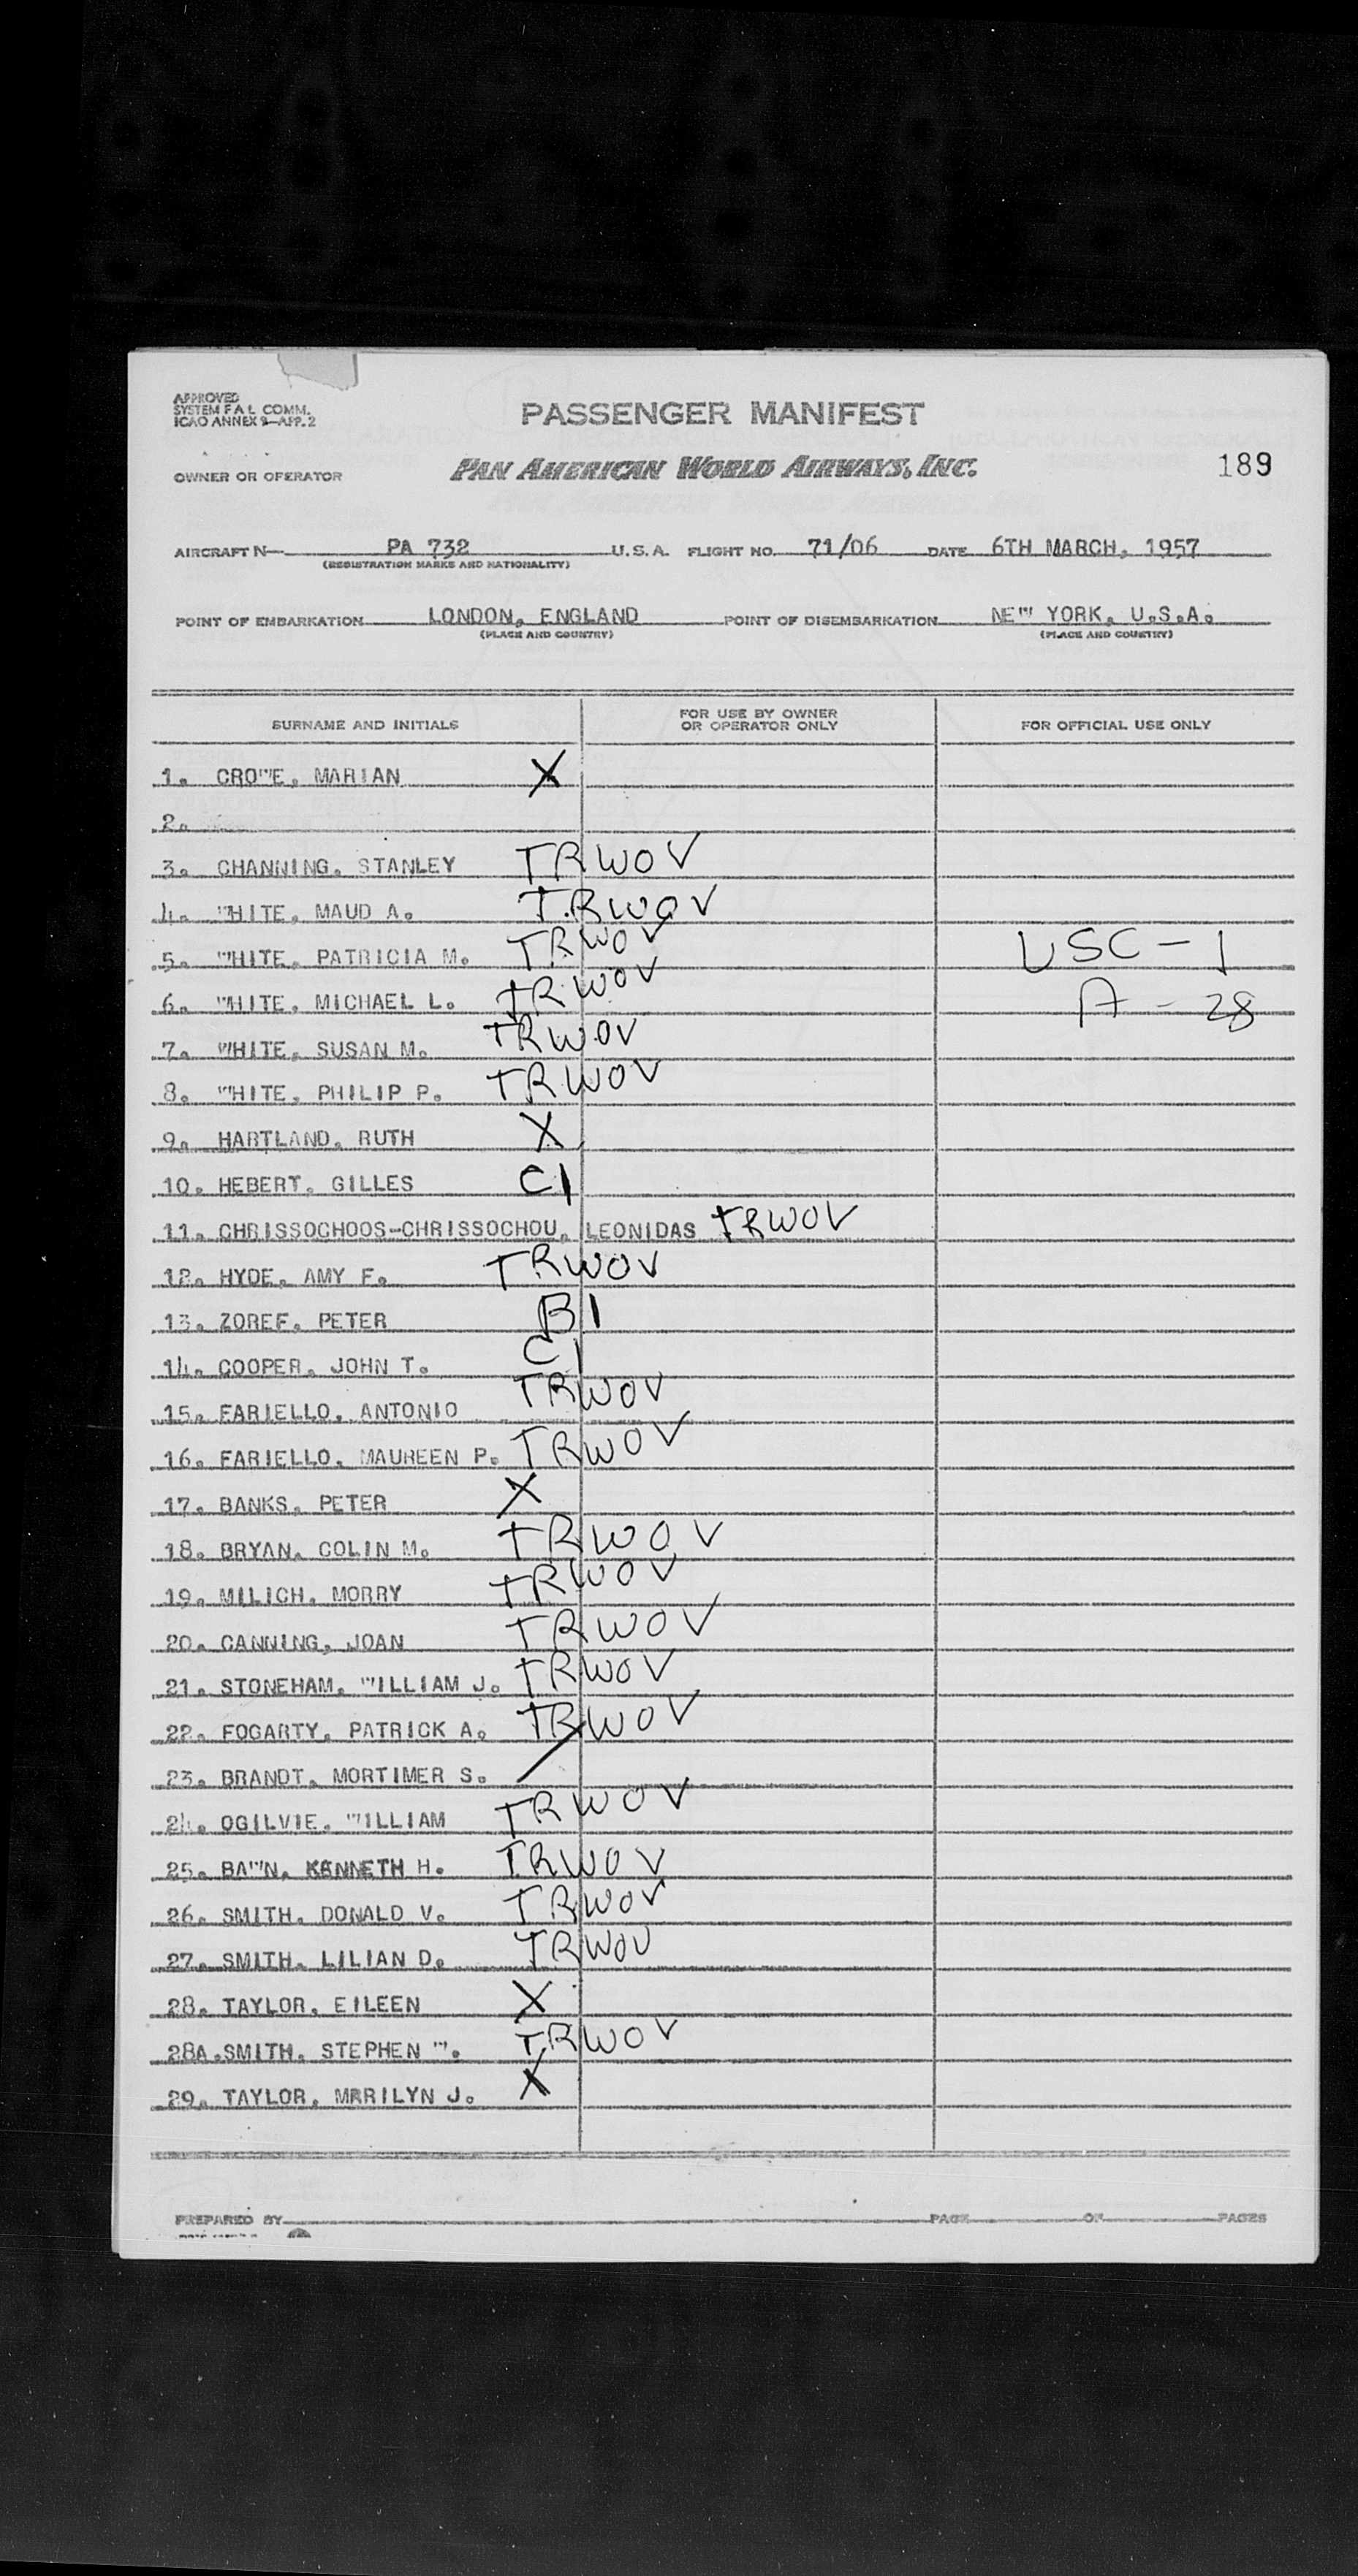 APPROVED
SYSTEM F A L COMM.
ICAO ANNEX 9—APP. 2
PASSENGER MANIFEST
OWNER OR OPERATOR
PAN AMERICAN WORLD AIRWAYS, INC.
189
AIRCRAFT N— PA 732 U.S.A. FLIGHT NO. 71/06 DATE 6TH MARCH, 1957
(REGISTRATION MARKS AND NATIONALITY)
POINT OF EMBARKATION LONDON, ENGLAND POINT OF DISEMBARKATION NEW YORK, U.S.A.
(PLACE AND COUNTRY) (PLACE AND COUNTRY)
SURNAME AND INITIALS FOR USE BY OWNER OR OPERATOR ONLY FOR OFFICIAL USE ONLY
1. CROWE, MARIAN X
2.
3. CHANNING, STANLEY TRWOV
4. WHITE, MAUD A. TRWOV
5. WHITE, PATRICIA M. TRWOV USC - 1
6. WHITE, MICHAEL L. TRWOV A - 28
7. WHITE, SUSAN M. TRWOV
8. WHITE, PHILIP P. TRWOV
9. HARTLAND, RUTH X
10. HEBERT, GILLES C1
11. CHRISSOCHOOS-CHRISSOCHOU, LEONIDAS TRWOV
12. HYDE, AMY F. TRWOV
13. ZOREF, PETER B1
14. COOPER, JOHN T. C1
15. FARIELLO, ANTONIO TRWOV
16. FARIELLO, MAUREEN P. TRWOV
17. BANKS, PETER X
18. BRYAN, COLIN M. TRWOV
19. MILICH, MORRY TRWOV
20. CANNING, JOAN TRWOV
21. STONEHAM, WILLIAM J. TRWOV
22. FOGARTY, PATRICK A. TRWOV
23. BRANDT, MORTIMER S. /
24. OGILVIE, WILLIAM TRWOV
25. BAWN, KENNETH H. TRWOV
26. SMITH, DONALD V. TRWOV
27. SMITH, LILIAN D. TRWOV
28. TAYLOR, EILEEN X
28A. SMITH, STEPHEN W. TRWOV
29. TAYLOR, MARILYN J. X
PREPARED BY PAGE OF PAGES